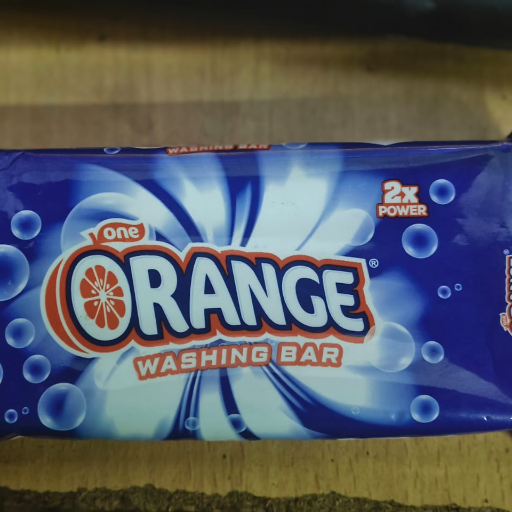 WASHING BAR
2x
POWER
one
ORANGE®
WASHING BAR